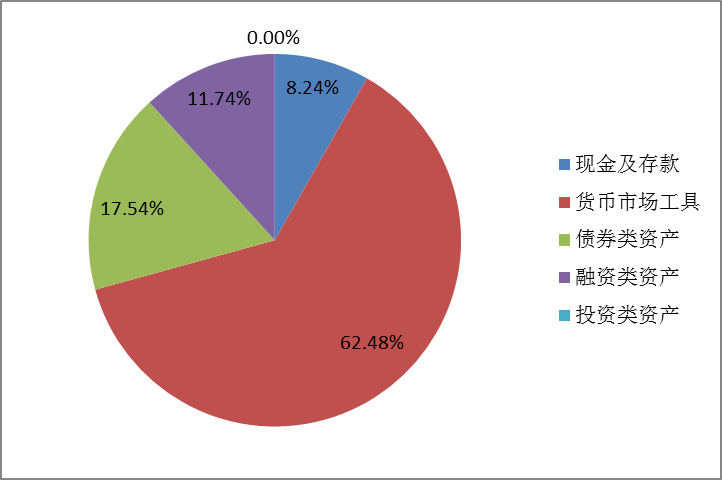 0.00%
8.24%
11.74%
17.54%
62.48%
现金及存款
货币市场工具
债券类资产
融资类资产
投资类资产